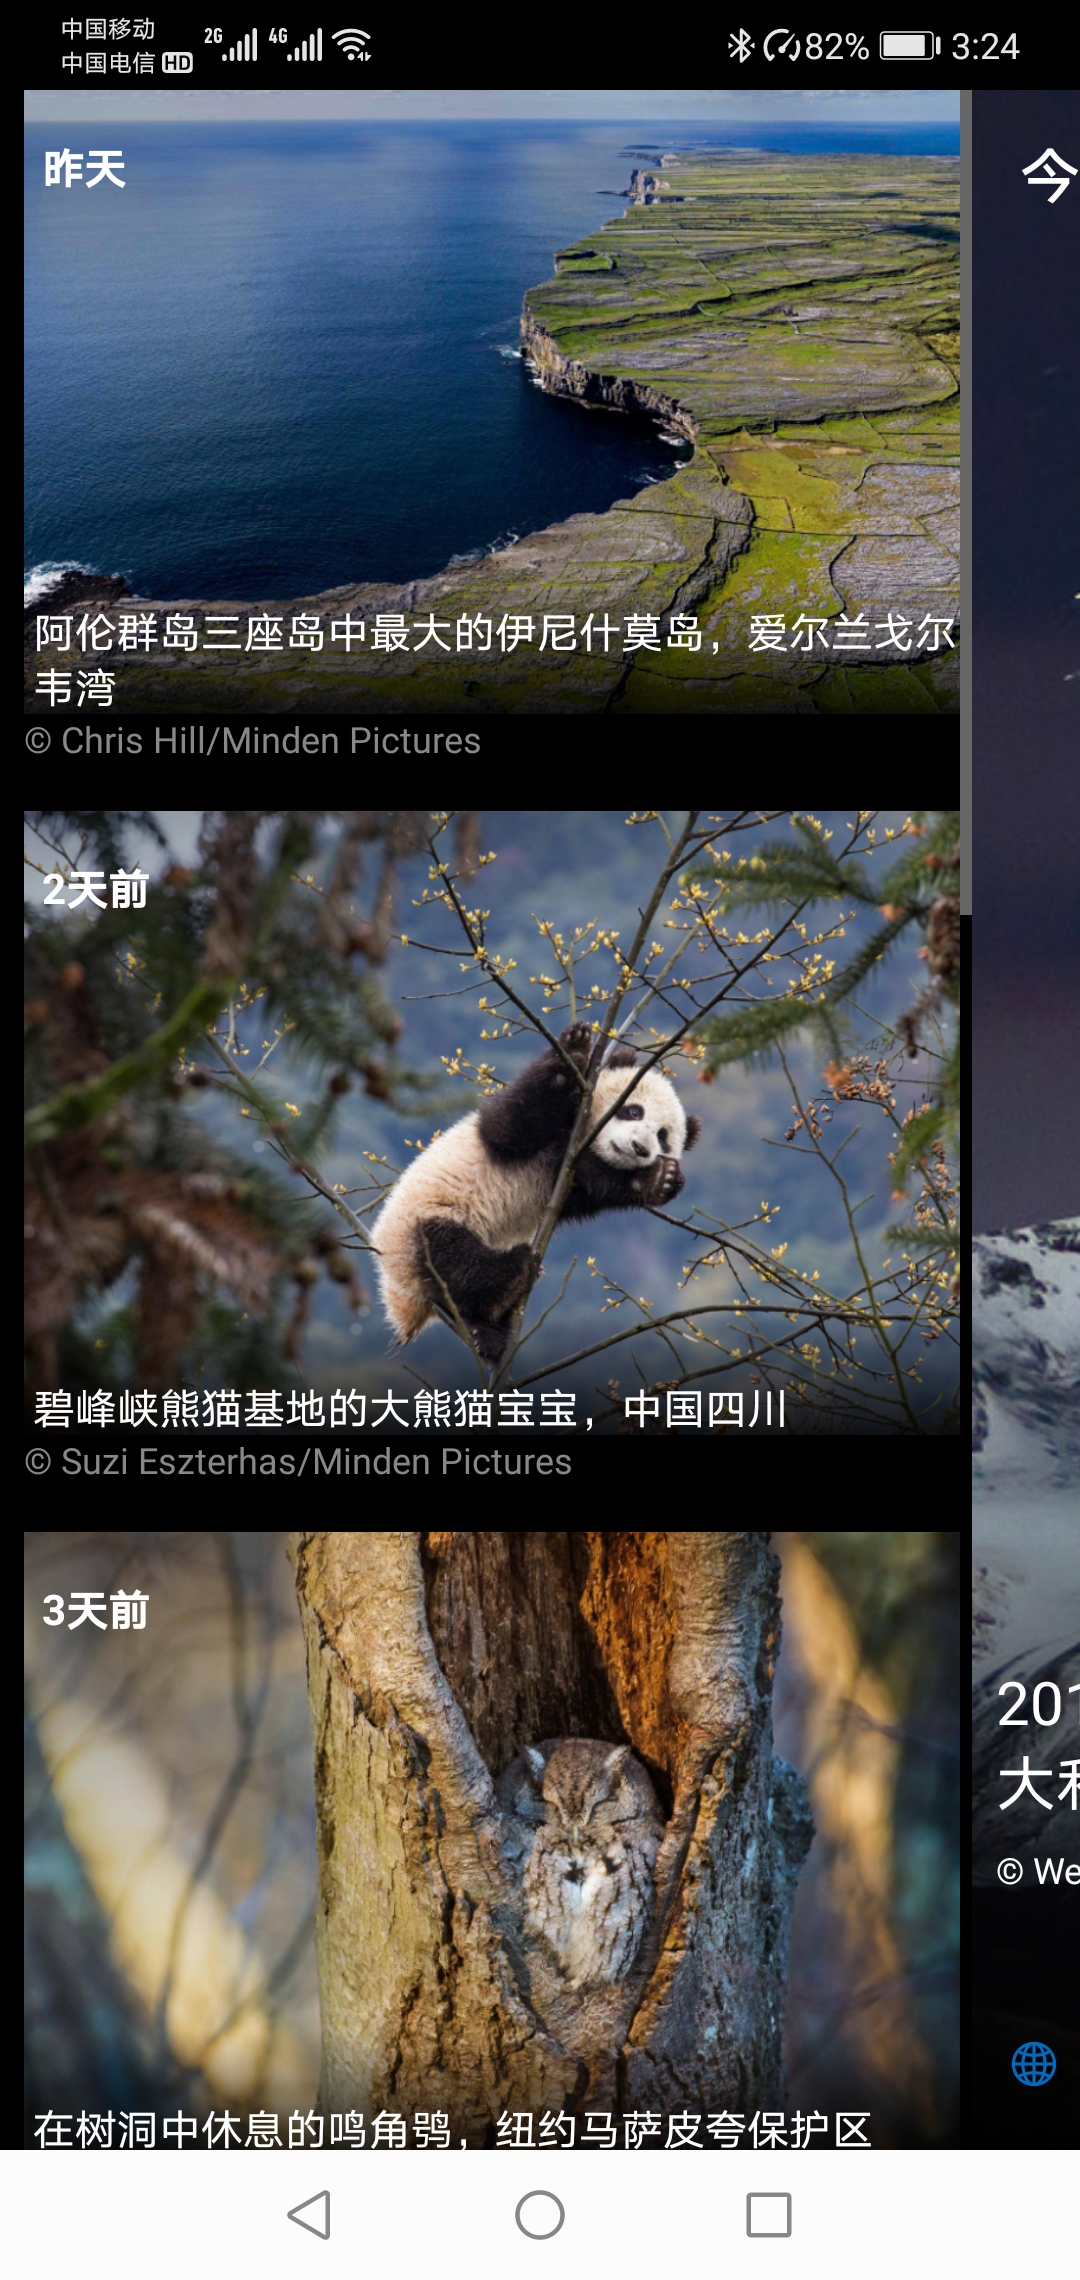 中国移动
中国电信 HD
2G 4G
82% 3:24
昨天
阿伦群岛三座岛中最大的伊尼什莫岛，爱尔兰戈尔
韦湾
© Chris Hill/Minden Pictures
2天前
碧峰峡熊猫基地的大熊猫宝宝，中国四川
© Suzi Eszterhas/Minden Pictures
3天前
在树洞中休息的鸣角鸮，纽约马萨皮夸保护区
今
201
大利
© We